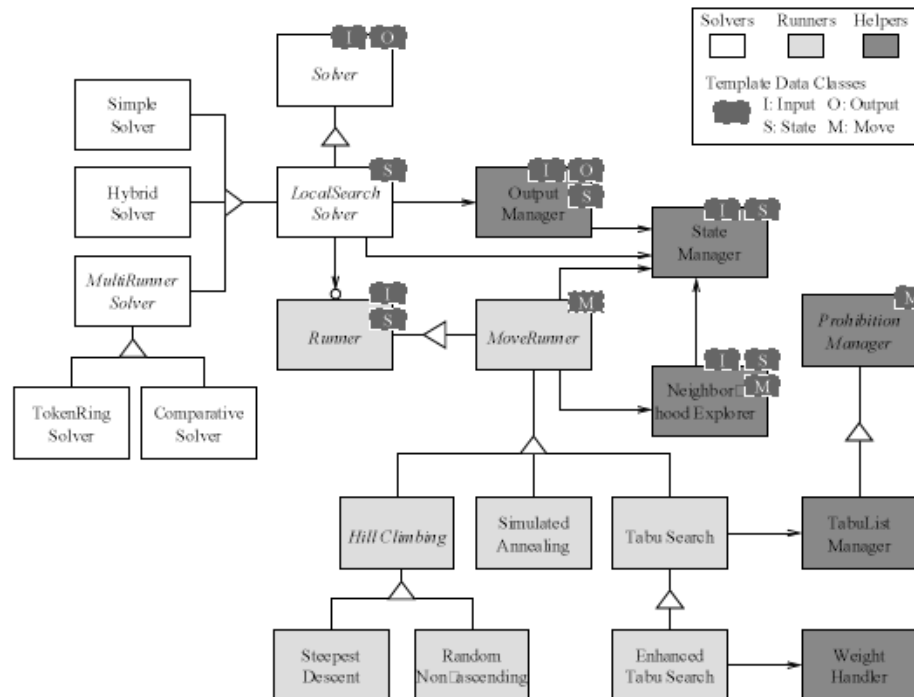 Solvers Runners Helpers
Template Data Classes
I: Input O: Output
S: State M: Move
I O
Solver
Simple
Solver
S
LocalSearch
Solver
I O
S
Output
Manager
I S
State
Manager
Hybrid
Solver
MultiRunner
Solver
I
S
Runner
M
MoveRunner
M
Prohibition
Manager
I S
M
Neighbor□
hood Explorer
TokenRing
Solver
Comparative
Solver
Hill Climbing
Simulated
Annealing
Tabu Search
TabuList
Manager
Steepest
Descent
Random
Non□ascending
Enhanced
Tabu Search
Weight
Handler